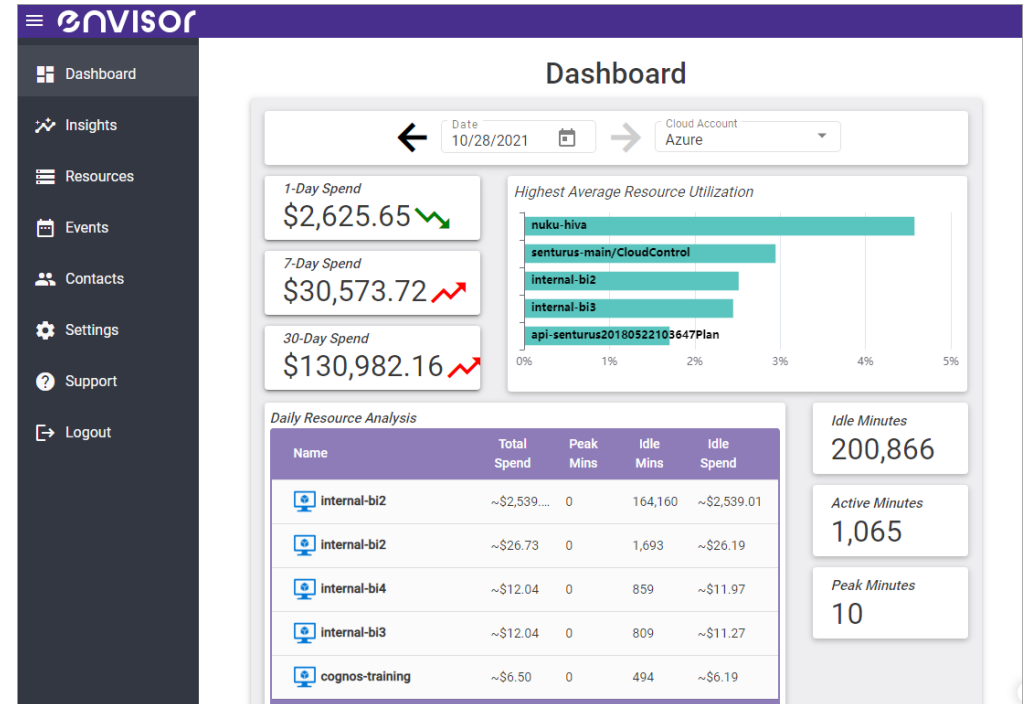 envisor
Dashboard
Insights
Resources
Events
Contacts
Settings
Support
Logout
Dashboard
Date
10/28/2021
Cloud Account
Azure
1-Day Spend
$2,625.65
7-Day Spend
$30,573.72
30-Day Spend
$130,982.16
Highest Average Resource Utilization
nuku-hiva
senturus-main/CloudControl
internal-bi2
internal-bi3
api-senturus20180522103647Plan
0% 1% 2% 3% 4% 5%
Daily Resource Analysis
Name Total Spend Peak Mins Idle Mins Idle Spend
internal-bi2 ~$2,539.... 0 164,160 ~$2,539.01
internal-bi2 ~$26.73 0 1,693 ~$26.19
internal-bi4 ~$12.04 0 859 ~$11.97
internal-bi3 ~$12.04 0 809 ~$11.27
cognos-training ~$6.50 0 494 ~$6.19
Idle Minutes
200,866
Active Minutes
1,065
Peak Minutes
10